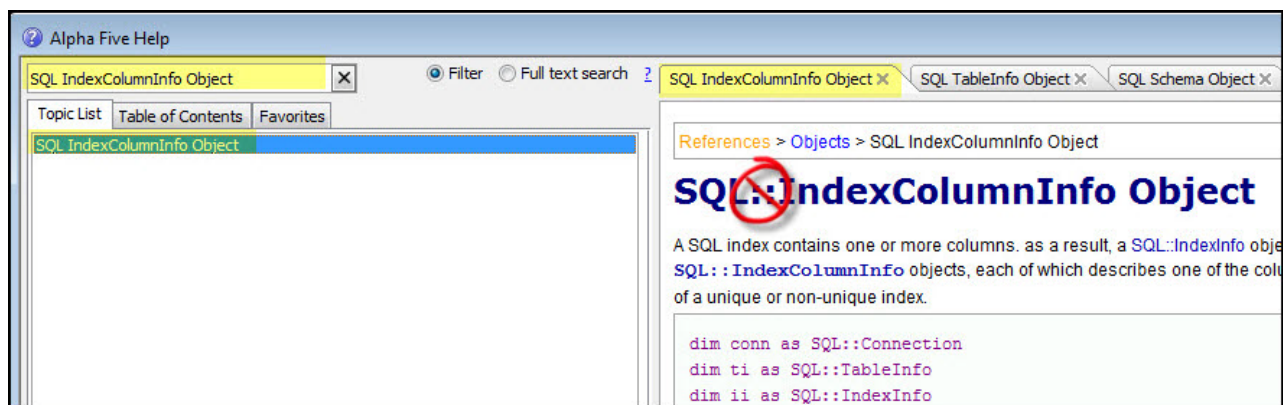 Alpha Five Help
SQL IndexColumnInfo Object
Filter Full text search ?
SQL IndexColumnInfo Object SQL TableInfo Object SQL Schema Object
Topic List Table of Contents Favorites
SQL IndexColumnInfo Object
References > Objects > SQL IndexColumnInfo Object
SQL::IndexColumnInfo Object
A SQL index contains one or more columns. as a result, a SQL::IndexInfo obje
SQL::IndexColumnInfo objects, each of which describes one of the colu
of a unique or non-unique index.
dim conn as SQL::Connection
dim ti as SQL::TableInfo
dim ii as SQL::IndexInfo